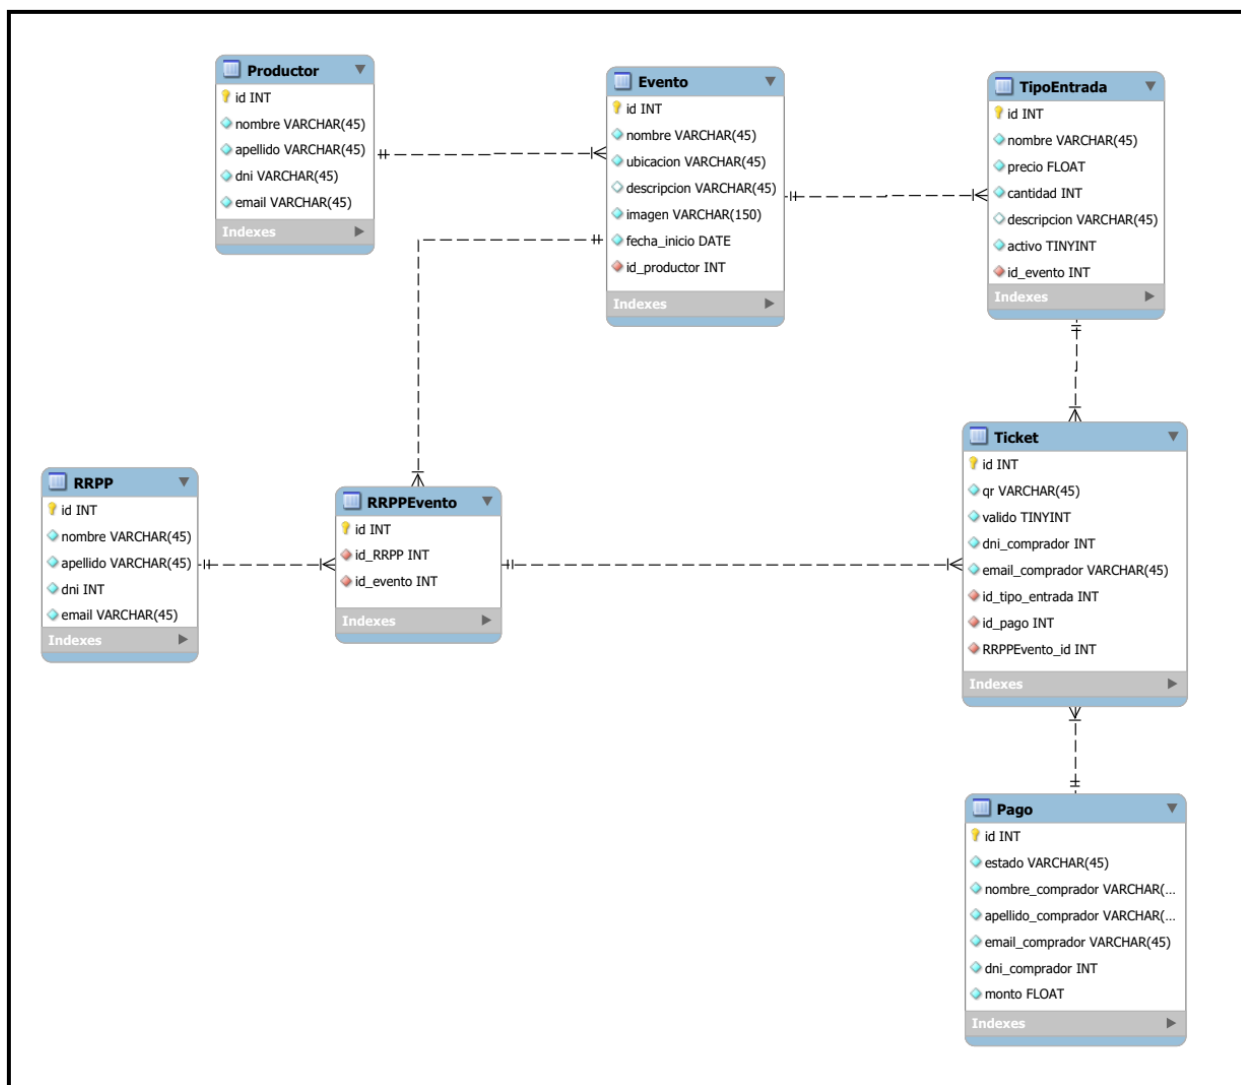 Productor
id INT
nombre VARCHAR(45)
apellido VARCHAR(45)
dni VARCHAR(45)
email VARCHAR(45)
Indexes
Evento
id INT
nombre VARCHAR(45)
ubicacion VARCHAR(45)
descripcion VARCHAR(45)
imagen VARCHAR(150)
fecha_inicio DATE
id_productor INT
Indexes
TipoEntrada
id INT
nombre VARCHAR(45)
precio FLOAT
cantidad INT
descripcion VARCHAR(45)
activo TINYINT
id_evento INT
Indexes
RRPP
id INT
nombre VARCHAR(45)
apellido VARCHAR(45)
dni INT
email VARCHAR(45)
Indexes
RRPPEvento
id INT
id_RRPP INT
id_evento INT
Indexes
Ticket
id INT
qr VARCHAR(45)
valido TINYINT
dni_comprador INT
email_comprador VARCHAR(45)
id_tipo_entrada INT
id_pago INT
RRPPEvento_id INT
Indexes
Pago
id INT
estado VARCHAR(45)
nombre_comprador VARCHAR(...
apellido_comprador VARCHAR(...
email_comprador VARCHAR(45)
dni_comprador INT
monto FLOAT
Indexes